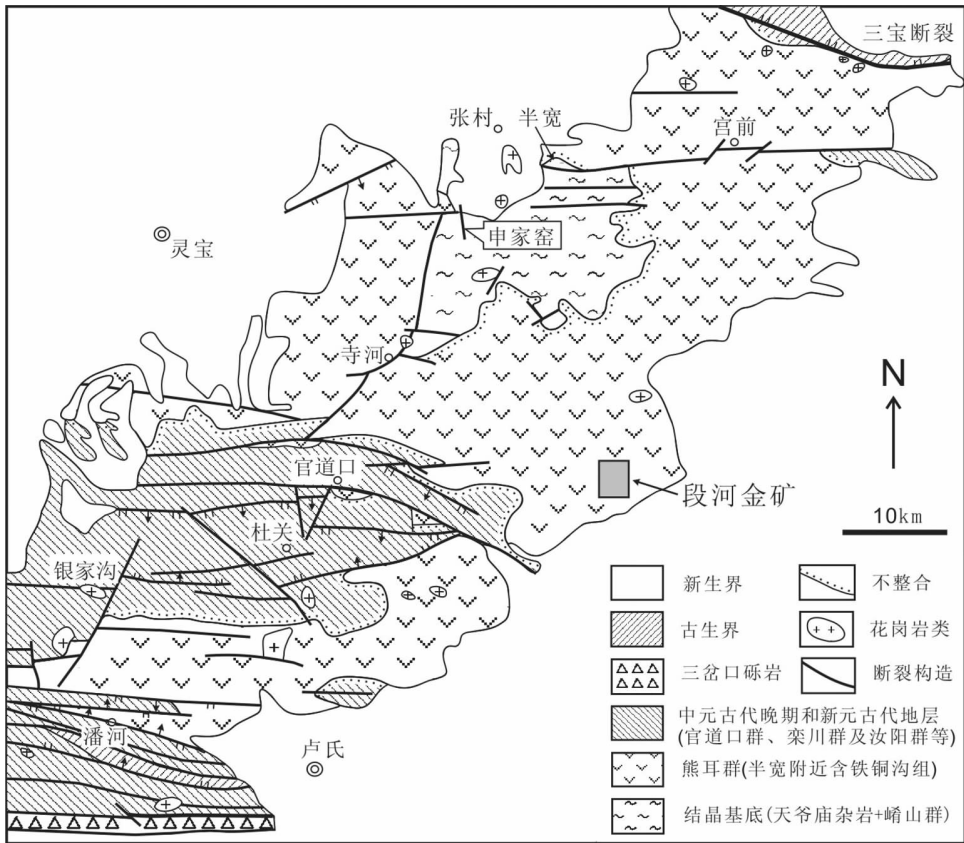 三宝断裂
张村
半宽
宫前
申家窑
灵宝
寺河
N
官道口
段河金矿
10km
杜关
银家沟
新生界
不整合
古生界
花岗岩类
三岔口砾岩
断裂构造
中元古代晚期和新元古代地层
(官道口群、栾川群及汝阳群等)
潘河
卢氏
熊耳群(半宽附近含铁铜沟组)
结晶基底(天爷庙杂岩+崤山群)